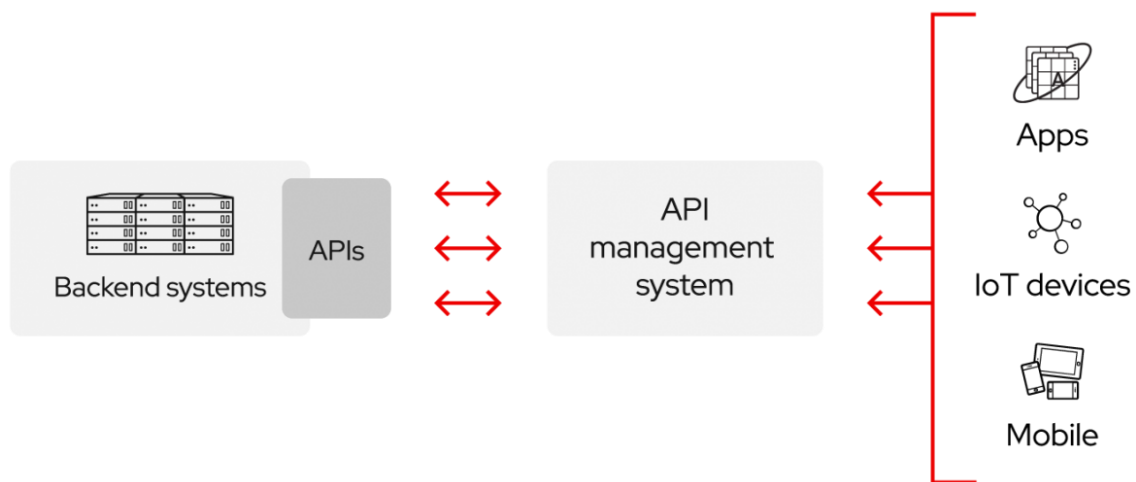 Backend systems
APIs
API
management
system
A
Apps
IoT devices
Mobile